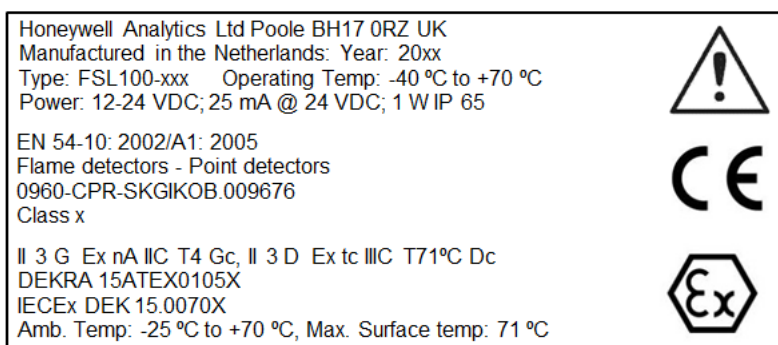 Honeywell Analytics Ltd Poole BH17 0RZ UK
Manufactured in the Netherlands: Year: 20xx
Type: FSL100-xxx Operating Temp: -40 ºC to +70 ºC
Power: 12-24 VDC; 25 mA @ 24 VDC; 1 W IP 65
EN 54-10: 2002/A1: 2005
Flame detectors - Point detectors
0960-CPR-SKGIKOB.009676
Class x
II 3 G Ex nA IIC T4 Gc, II 3 D Ex tc IIIC T71ºC Dc
DEKRA 15ATEX0105X
IECEx DEK 15.0070X
Amb. Temp: -25 ºC to +70 ºC, Max. Surface temp: 71 ºC
!
CE
Ex